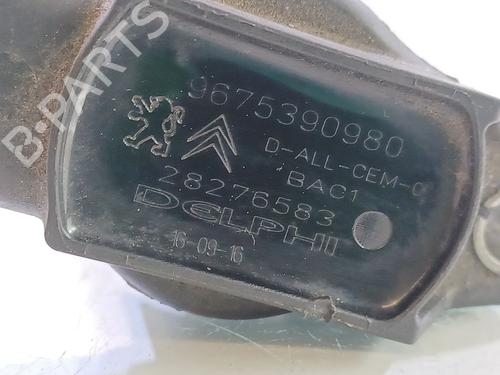 B-PARTS
9675390980
D-ALL-CEM-C
BAC1
28276583
DELPHI
16-09-16